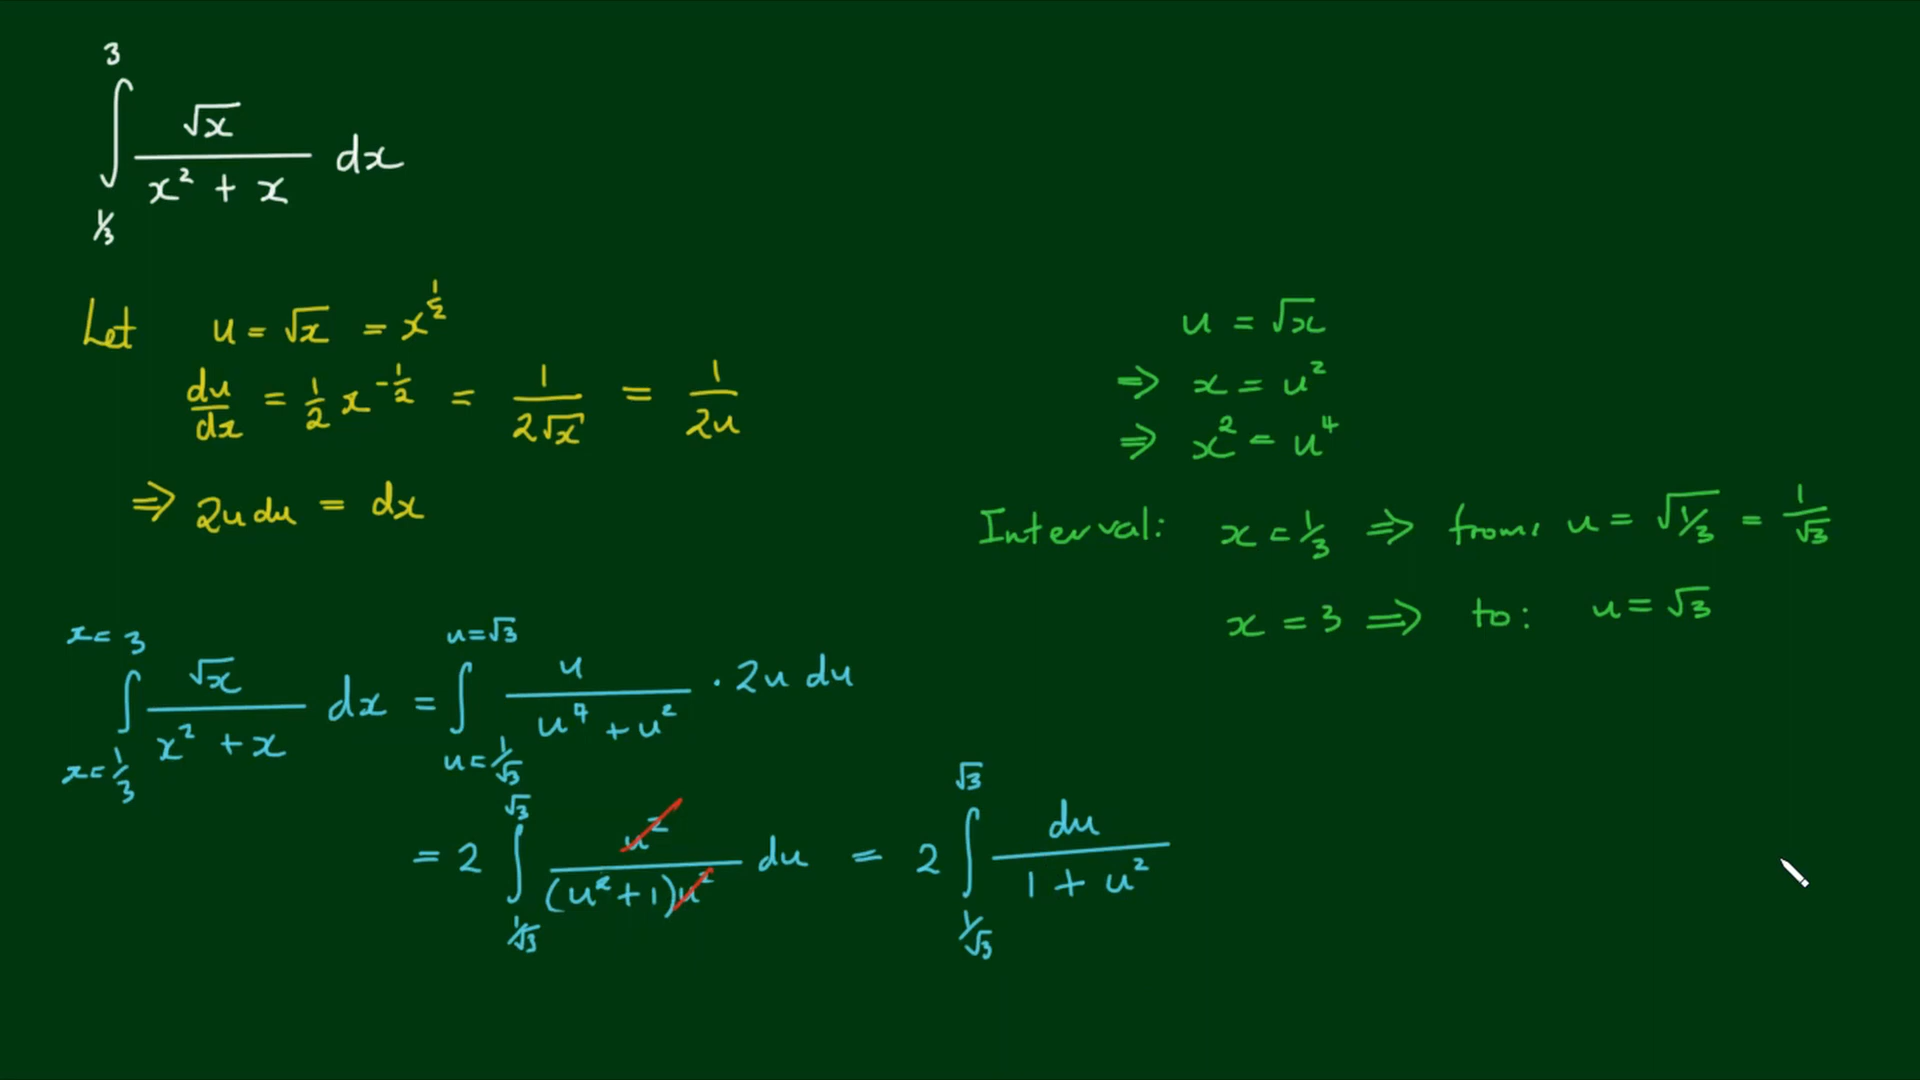 ∫_{1/3}^{3} √x / (x² + x) dx
Let u = √x = x^{1/2}
du/dx = 1/2 x^{-1/2} = 1/(2√x) = 1/(2u)
⇒ 2u du = dx
u = √x
⇒ x = u²
⇒ x² = u⁴
Interval: x = 1/3 ⇒ from: u = √(1/3) = 1/√3
x = 3 ⇒ to: u = √3
∫_{x=1/3}^{x=3} √x / (x² + x) dx = ∫_{u=1/√3}^{u=√3} u / (u⁴ + u²) · 2u du
= 2 ∫_{1/√3}^{√3} u² / ((u² + 1)u²) du = 2 ∫_{1/√3}^{√3} du / (1 + u²)